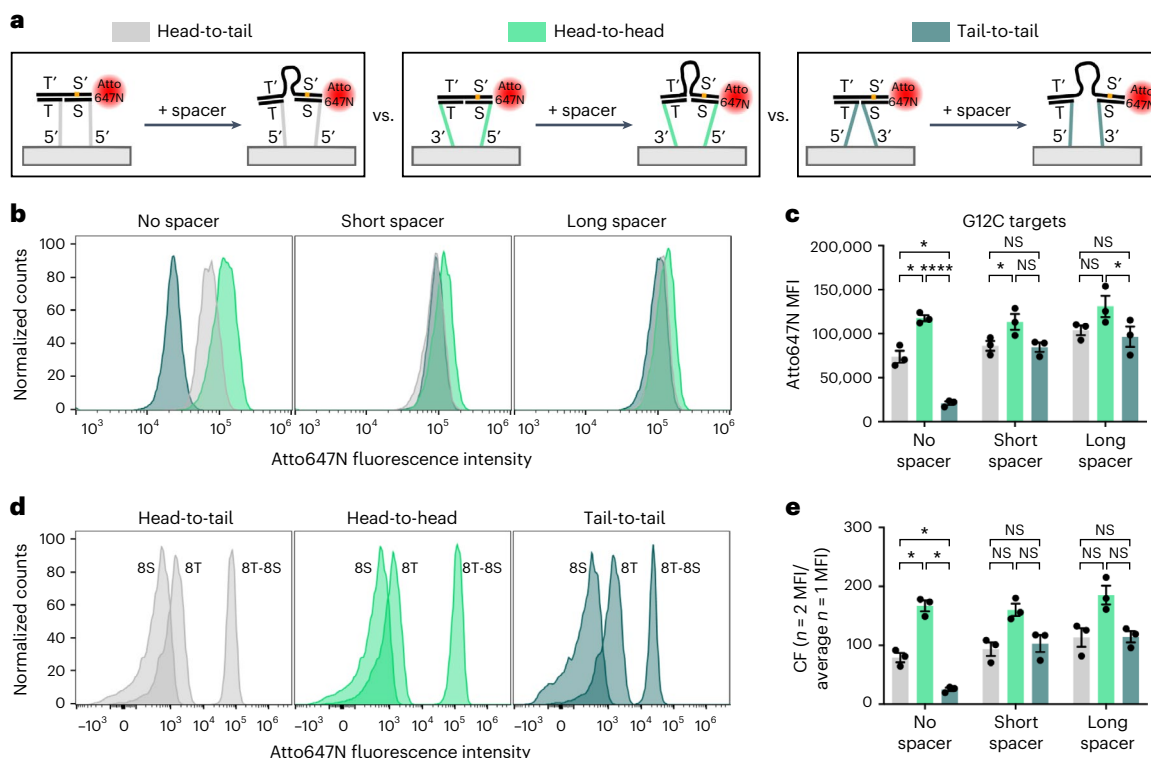 a
Head-to-tail
Head-to-head
Tail-to-tail
T′ S′ Atto 647N
T S
5′ 5′
+ spacer
T′ S′ Atto 647N
T S
5′ 5′
vs.
T′ S′ Atto 647N
T S
3′ 5′
+ spacer
T′ S′ Atto 647N
T S
3′ 5′
vs.
T′ S′ Atto 647N
T S
5′ 3′
+ spacer
T′ S′ Atto 647N
T S
5′ 3′
b
No spacer
Short spacer
Long spacer
Normalized counts
100
80
60
40
20
0
10³ 10⁴ 10⁵ 10⁶
10³ 10⁴ 10⁵ 10⁶
10³ 10⁴ 10⁵ 10⁶
Atto647N fluorescence intensity
c
G12C targets
Atto647N MFI
200,000
150,000
100,000
50,000
0
*
* ****
NS
* NS
NS
NS *
No spacer
Short spacer
Long spacer
d
Head-to-tail
Head-to-head
Tail-to-tail
Normalized counts
100
80
60
40
20
0
8S 8T 8T-8S
8S 8T 8T-8S
8S 8T 8T-8S
−10³ 0 10³ 10⁴ 10⁵ 10⁶
−10³ 0 10³ 10⁴ 10⁵ 10⁶
−10³ 0 10³ 10⁴ 10⁵ 10⁶
Atto647N fluorescence intensity
e
CF (n = 2 MFI/
average n = 1 MFI)
300
200
100
0
*
* *
NS
NS NS
NS
NS NS
No spacer
Short spacer
Long spacer